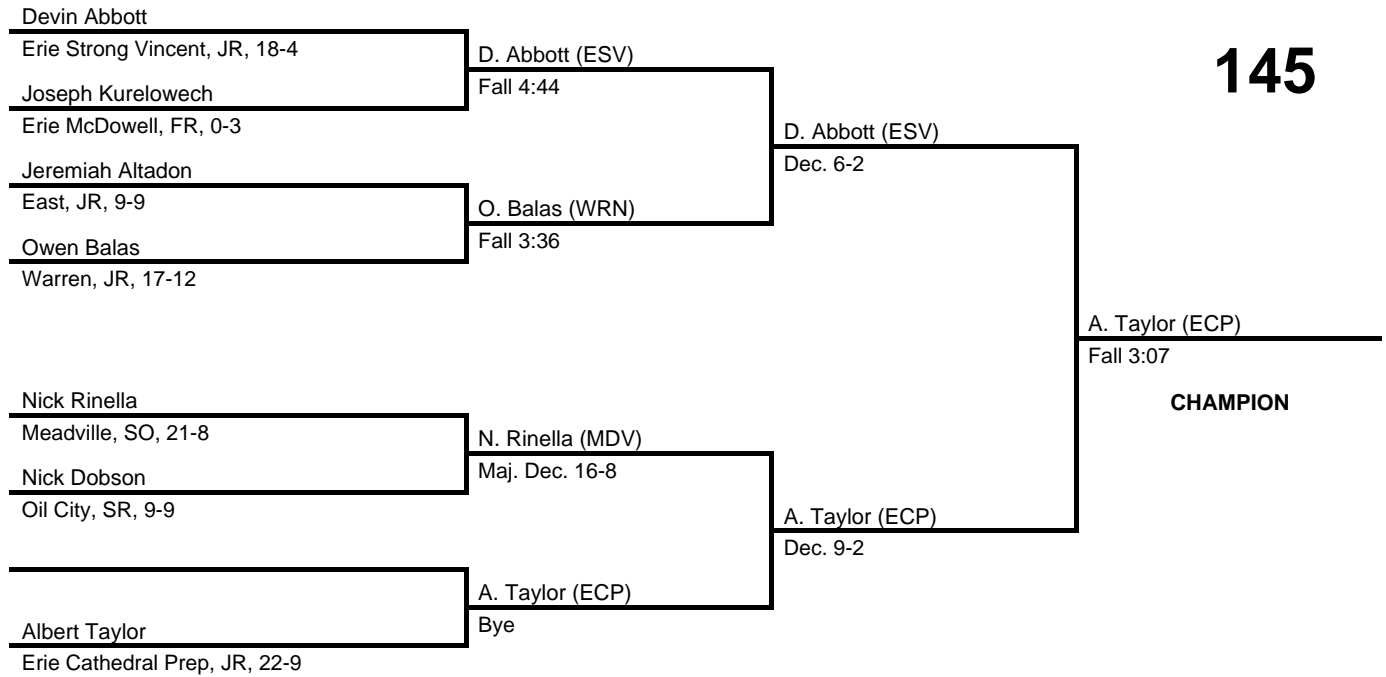 Devin Abbott
Erie Strong Vincent, JR, 18-4
D. Abbott (ESV)
Fall 4:44
145
Joseph Kurelowech
Erie McDowell, FR, 0-3
D. Abbott (ESV)
Dec. 6-2
Jeremiah Altadon
East, JR, 9-9
O. Balas (WRN)
Fall 3:36
Owen Balas
Warren, JR, 17-12
A. Taylor (ECP)
Fall 3:07
CHAMPION
Nick Rinella
Meadville, SO, 21-8
N. Rinella (MDV)
Maj. Dec. 16-8
Nick Dobson
Oil City, SR, 9-9
A. Taylor (ECP)
Dec. 9-2
A. Taylor (ECP)
Bye
Albert Taylor
Erie Cathedral Prep, JR, 22-9